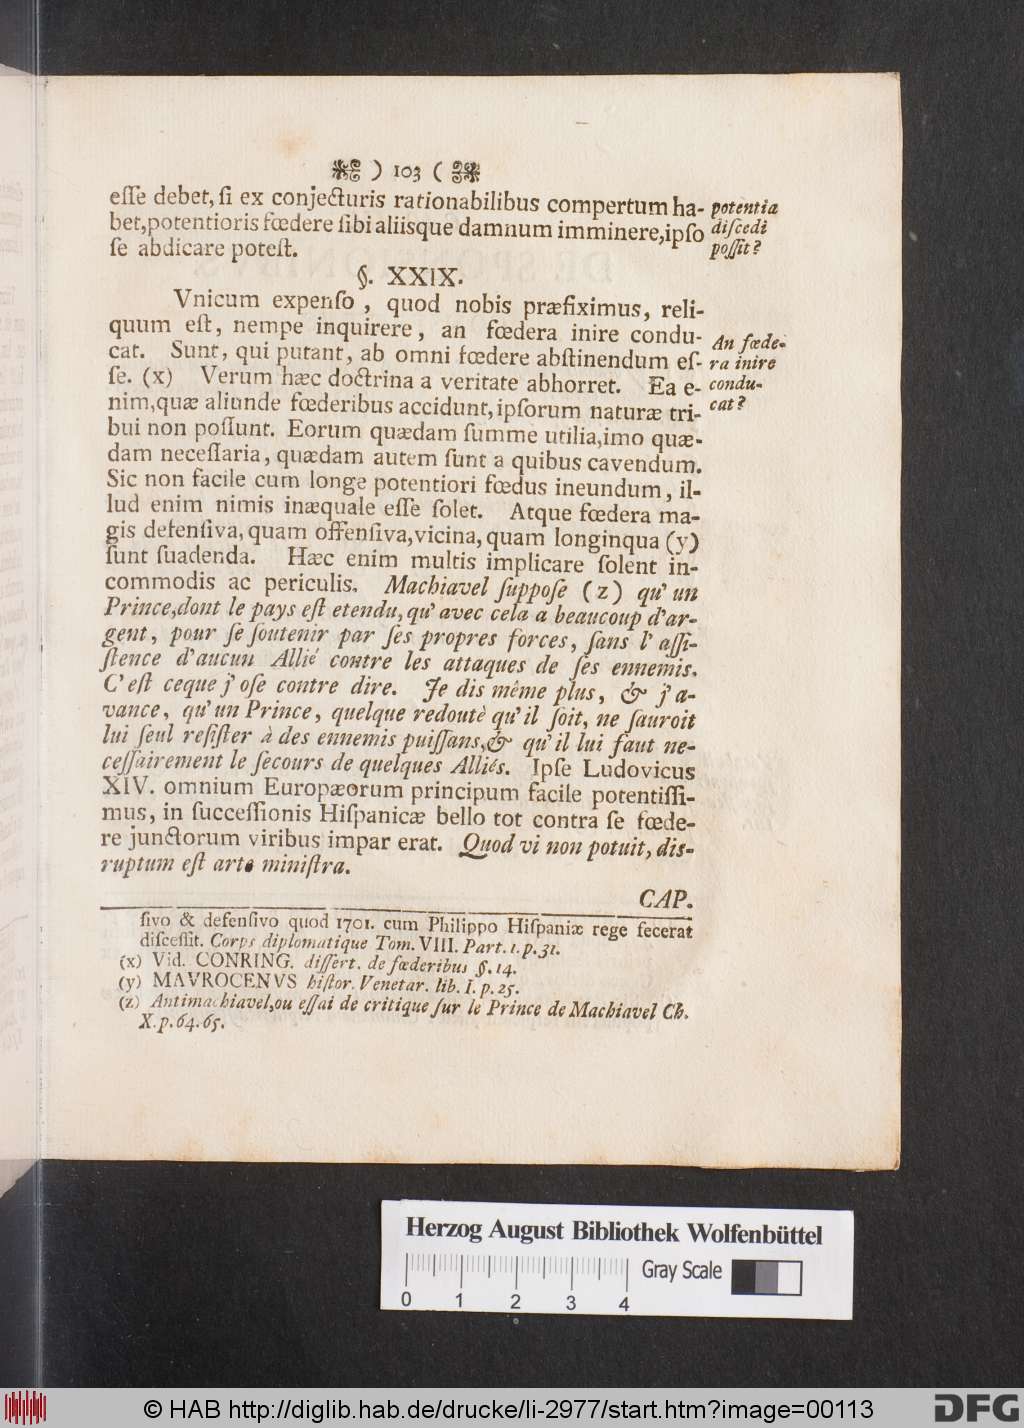 ) 103 (
eſſe debet, ſi ex conjecturis rationabilibus compertum ha-
bet, potentioris fœdere ſibi aliisque damnum imminere, ipſo
ſe abdicare poteſt.
potentia
diſcedi
poſſit?
§. XXIX.
Vnicum expenſo, quod nobis præfiximus, reli-
quum eſt, nempe inquirere, an fœdera inire condu-
cat. Sunt, qui putant, ab omni fœdere abſtinendum eſ-
ſe. (x) Verum hæc doctrina a veritate abhorret. Ea e-
nim, quæ aliunde fœderibus accidunt, ipſorum naturæ tri-
bui non poſſunt. Eorum quædam ſumme utilia, imo quæ-
dam neceſſaria, quædam autem ſunt a quibus cavendum.
Sic non facile cum longe potentiori fœdus ineundum, il-
lud enim nimis inæquale eſſe ſolet. Atque fœdera ma-
gis defenſiva, quam offenſiva, vicina, quam longinqua (y)
ſunt ſuadenda. Hæc enim multis implicare ſolent in-
commodis ac periculis. Machiavel ſuppoſe (z) qu' un
Prince, dont le pays eſt etendu, qu' avec cela a beaucoup d'ar-
gent, pour ſe ſoutenir par ſes propres forces, ſans l' aſſi-
ſtence d'aucun Allié contre les attaques de ſes ennemis.
C'eſt ceque j' oſe contre dire. Je dis même plus, & j' a-
vance, qu' un Prince, quelque redoutè qu' il ſoit, ne ſauroit
lui ſeul reſiſter à des ennemis puiſſans, & qu' il lui faut ne-
ceſſairement le ſecours de quelques Alliés. Ipſe Ludovicus
XIV. omnium Europæorum principum facile potentiſſi-
mus, in ſucceſſionis Hiſpanicæ bello tot contra ſe fœde-
re junctorum viribus impar erat. Quod vi non potuit, dis-
ruptum eſt arte miniſtra.
An fœde-
ra inire
condu-
cat?
CAP.
ſivo & defenſivo quod 1701. cum Philippo Hiſpaniæ rege fecerat
diſceſſit. Corps diplomatique Tom. VIII. Part. 1. p. 31.
(x) Vid. CONRING. diſſert. de fœderibus §. 14.
(y) MAVROCENVS hiſtor. Venetar. lib. I. p. 25.
(z) Antimachiavel, ou eſſai de critique ſur le Prince de Machiavel Ch.
X. p. 64. 65.
Herzog August Bibliothek Wolfenbüttel
Gray Scale
0 1 2 3 4
© HAB http://diglib.hab.de/drucke/li-2977/start.htm?image=00113
DFG